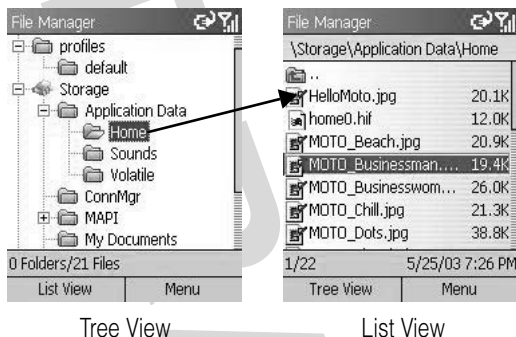 File Manager
profiles
default
Storage
Application Data
Home
Sounds
Volatile
ConnMgr
MAPI
My Documents
0 Folders/21 Files
List View Menu
Tree View
File Manager
\Storage\Application Data\Home
..
HelloMoto.jpg 20.1K
home0.hif 12.0K
MOTO_Beach.jpg 20.9K
MOTO_Businessman.... 19.4K
MOTO_Businesswom... 26.0K
MOTO_Chill.jpg 21.3K
MOTO_Dots.jpg 38.8K
1/22 5/25/03 7:26 PM
Tree View Menu
List View